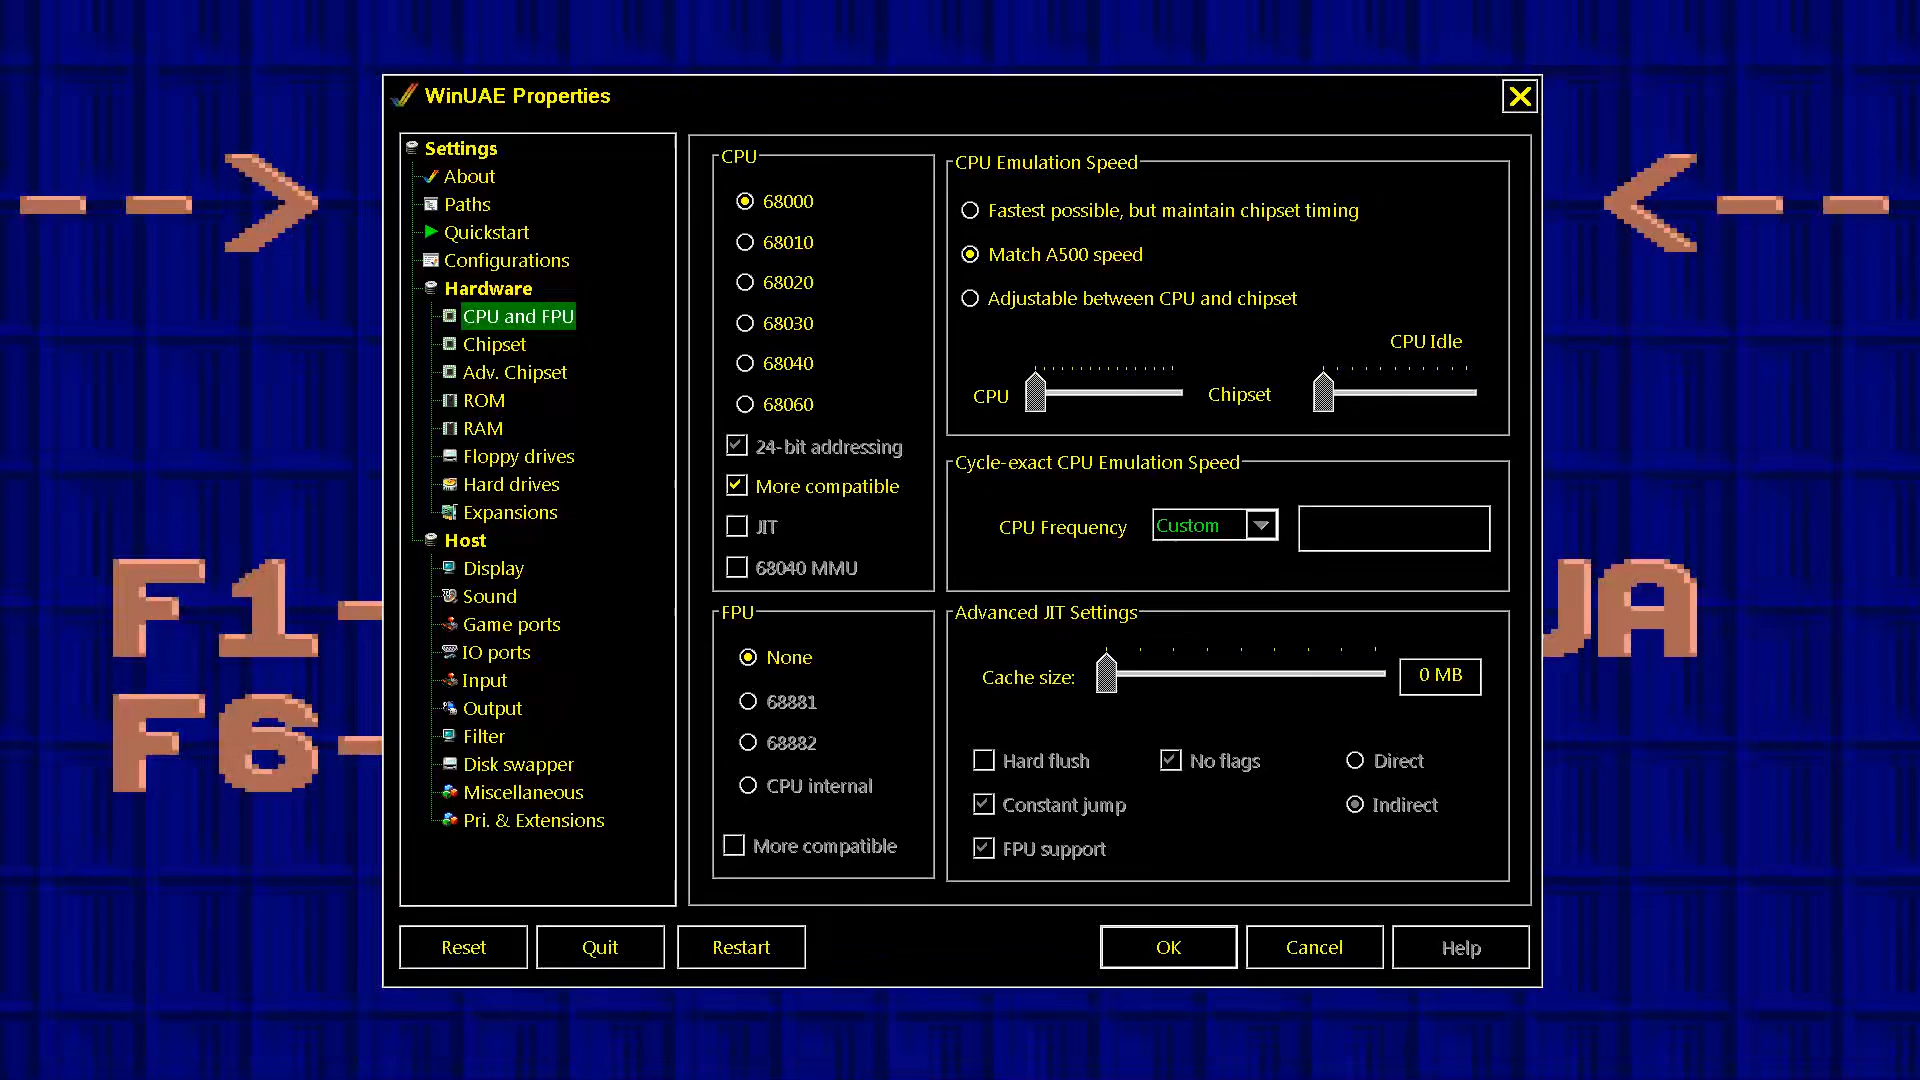 WinUAE Properties
Settings
About
Paths
Quickstart
Configurations
Hardware
CPU and FPU
Chipset
Adv. Chipset
ROM
RAM
Floppy drives
Hard drives
Expansions
Host
Display
Sound
Game ports
IO ports
Input
Output
Filter
Disk swapper
Miscellaneous
Pri. & Extensions
CPU
68000
68010
68020
68030
68040
68060
24-bit addressing
More compatible
JIT
68040 MMU
FPU
None
68881
68882
CPU internal
More compatible
CPU Emulation Speed
Fastest possible, but maintain chipset timing
Match A500 speed
Adjustable between CPU and chipset
CPU Idle
CPU
Chipset
Cycle-exact CPU Emulation Speed
CPU Frequency
Custom
Advanced JIT Settings
Cache size:
0 MB
Hard flush
No flags
Direct
Constant jump
Indirect
FPU support
Reset
Quit
Restart
OK
Cancel
Help
--> <--
F1-
F6-